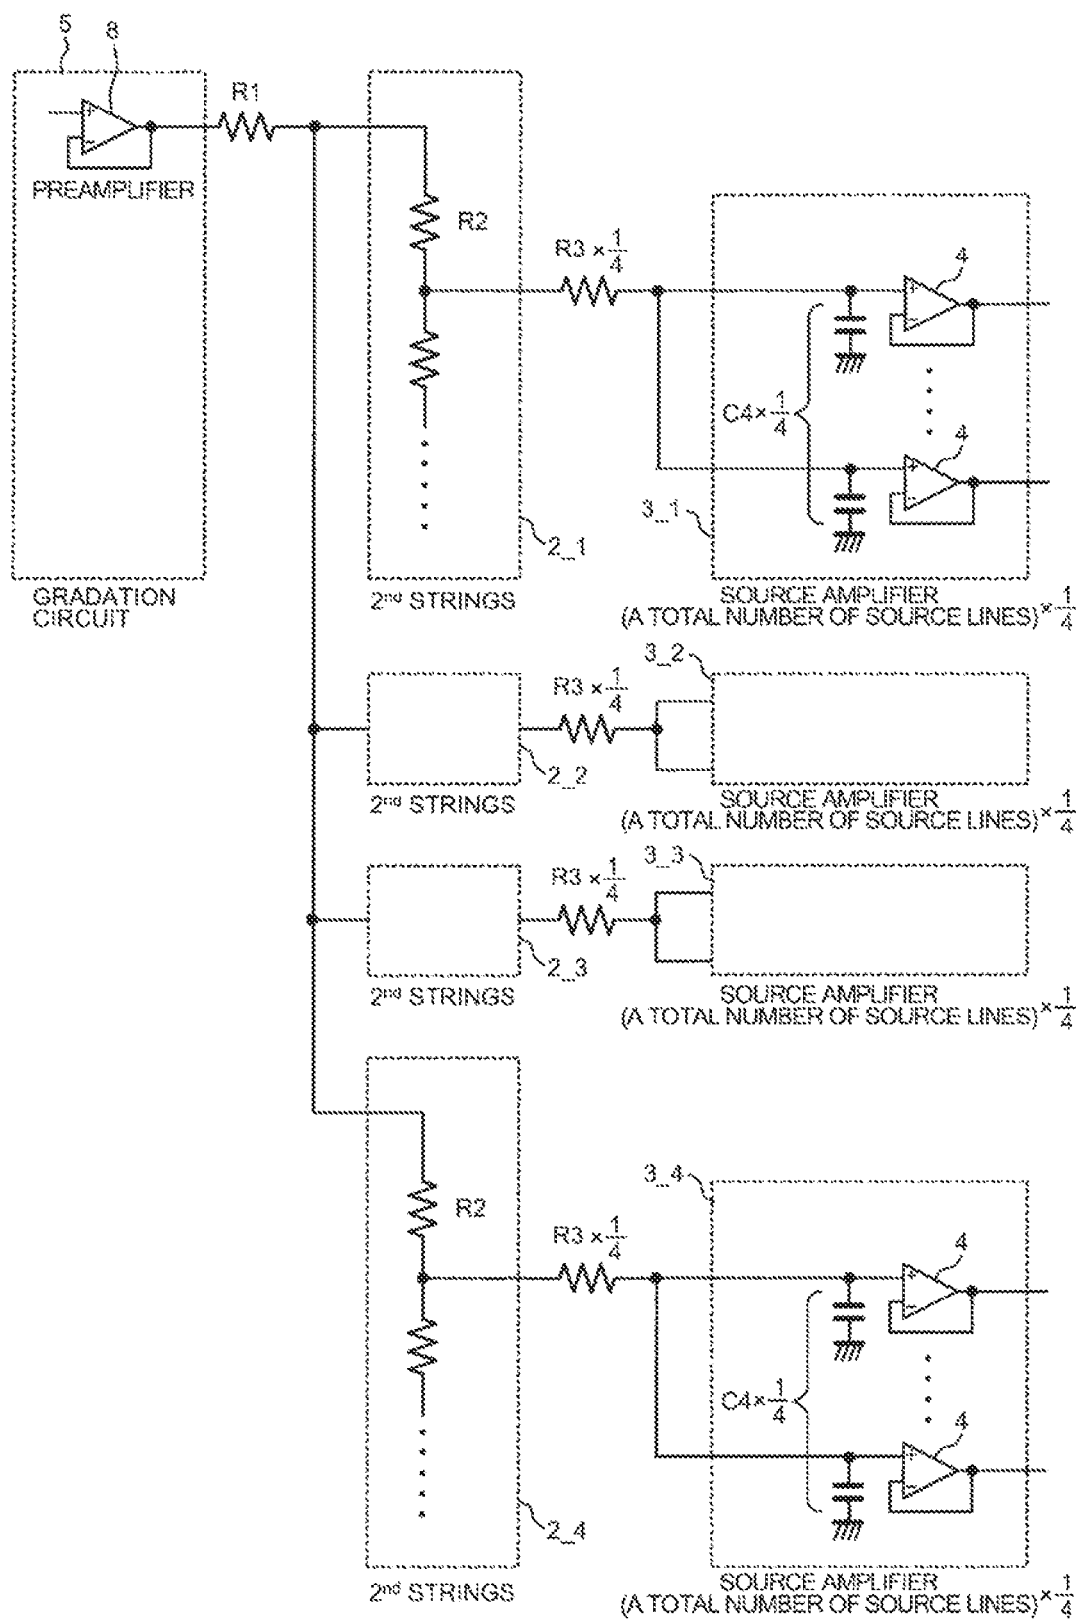 5
8
R1
+
-
PREAMPLIFIER
GRADATION
CIRCUIT
R2
2_1
2nd STRINGS
R3 × 1/4
4
+
-
C4 × 1/4
4
+
-
3_1
SOURCE AMPLIFIER
(A TOTAL NUMBER OF SOURCE LINES) × 1/4
3_2
R3 × 1/4
2_2
2nd STRINGS
SOURCE AMPLIFIER
(A TOTAL NUMBER OF SOURCE LINES) × 1/4
3_3
R3 × 1/4
2_3
2nd STRINGS
SOURCE AMPLIFIER
(A TOTAL NUMBER OF SOURCE LINES) × 1/4
R2
2_4
2nd STRINGS
3_4
R3 × 1/4
4
+
-
C4 × 1/4
4
+
-
SOURCE AMPLIFIER
(A TOTAL NUMBER OF SOURCE LINES) × 1/4